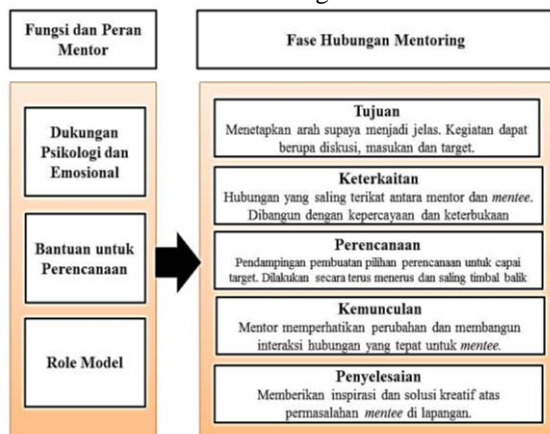 Fungsi dan Peran
Mentor
Fase Hubungan Mentoring
Dukungan
Psikologi dan
Emosional
Bantuan untuk
Perencanaan
Role Model
Tujuan
Menetapkan arah supaya menjadi jelas. Kegiatan dapat
berupa diskusi, masukan dan target.
Keterkaitan
Hubungan yang saling terikat antara mentor dan mentee.
Dibangun dengan kepercayaan dan keterbukaan
Perencanaan
Pendampingan pembuatan pilihan perencanaan untuk capai
target. Dilakukan secara terus menerus dan saling timbal balik
Kemunculan
Mentor memperhatikan perubahan dan membangun
interaksi hubungan yang tepat untuk mentee.
Penyelesaian
Memberikan inspirasi dan solusi kreatif atas
permasalahan mentee di lapangan.